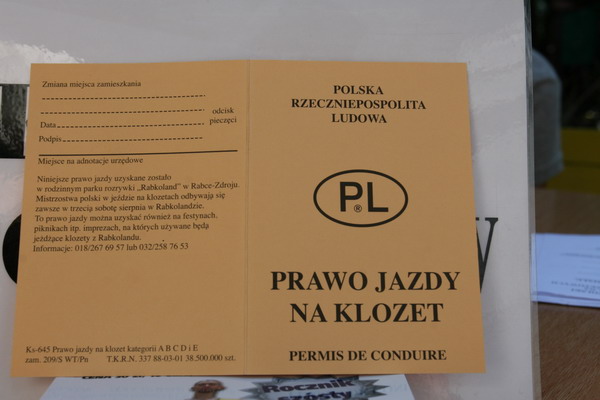 Zmiana miejsca zamieszkania
odcisk
pieczęci
Data
Podpis
Miejsce na adnotacje urzędowe
Niniejsze prawo jazdy uzyskane zostało
w rodzinnym parku rozrywki „Rabkoland" w Rabce-Zdroju.
Mistrzostwa polski w jeździe na klozetach odbywają się
zawsze w trzecią sobotę sierpnia w Rabkolandzie.
To prawo jazdy można uzyskać również na festynach,
piknikach itp. imprezach, na których używane będą
jeżdżące klozety z Rabkolandu.
Informacje: 018/267 69 57 lub 032/258 76 53
Ks-645 Prawo jazdy na klozet kategorii A B C D i E
zam. 209/S WT/Pn T.K.R.N. 337 88-03-01 38.500.000 szt.
POLSKA
RZECZNIEPOSPOLITA
LUDOWA
PL
®
PRAWO JAZDY
NA KLOZET
PERMIS DE CONDUIRE
Rocznik
szósty